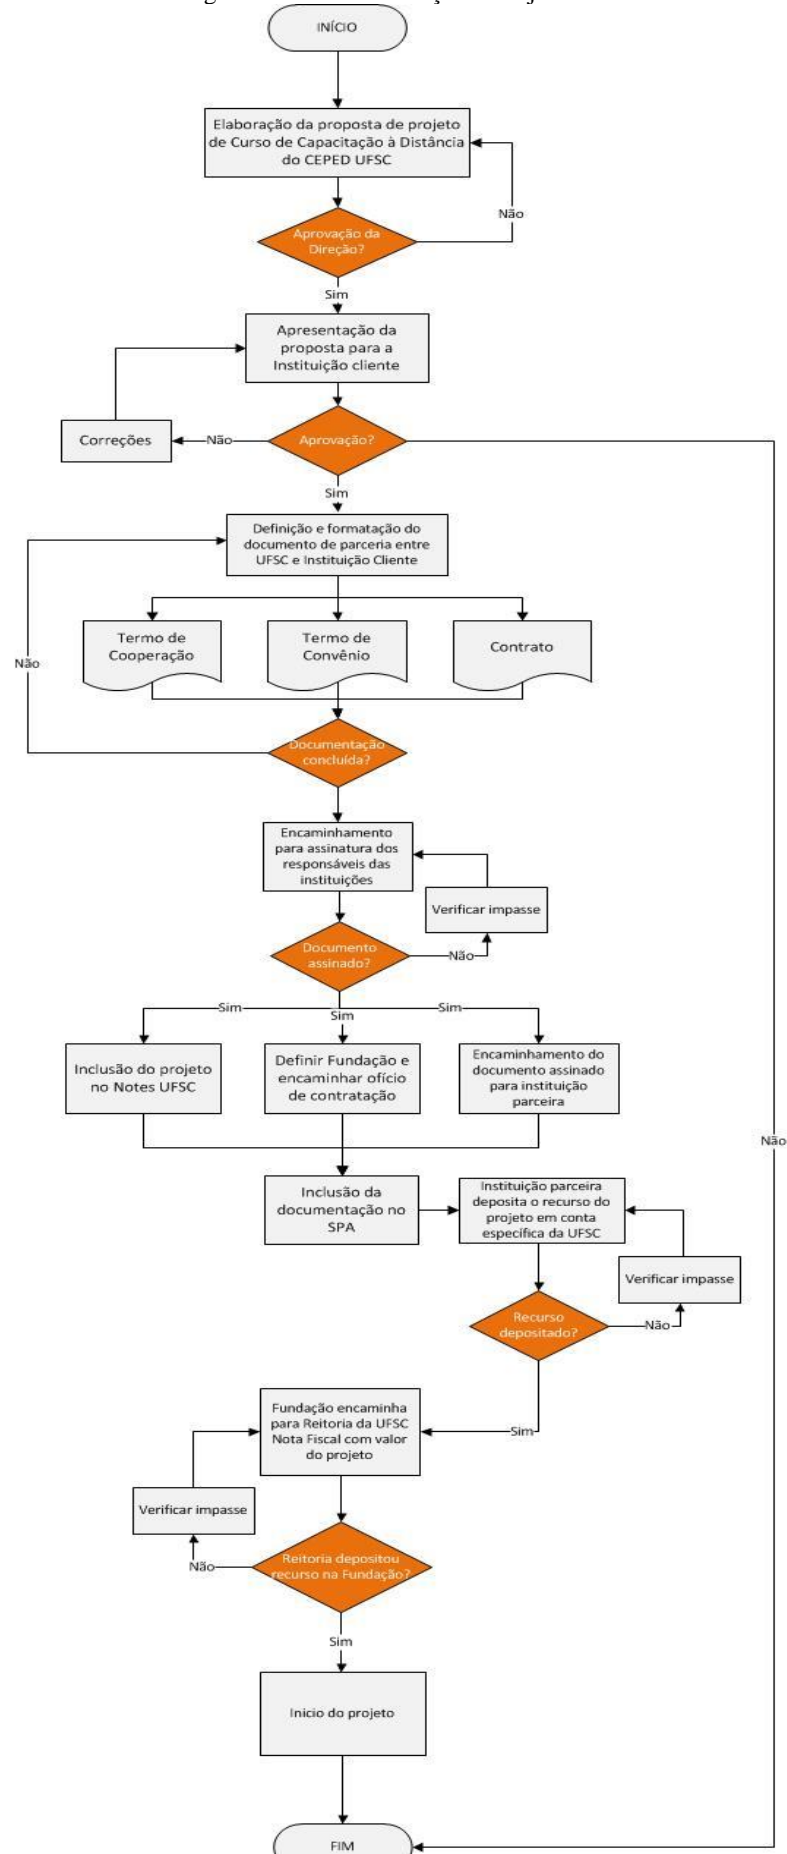 INÍCIO
Elaboração da proposta de projeto
de Curso de Capacitação à Distância
do CEPED UFSC
Não
Aprovação da
Direção?
Sim
Apresentação da
proposta para a
Instituição cliente
Correções
Não
Aprovação?
Sim
Definição e formatação do
documento de parceria entre
UFSC e Instituição Cliente
Termo de
Cooperação
Termo de
Convênio
Contrato
Não
Documentação
concluída?
Encaminhamento
para assinatura dos
responsáveis das
instituições
Verificar impasse
Documento
assinado?
Não
Sim
Sim
Sim
Inclusão do projeto
no Notes UFSC
Definir Fundação e
encaminhar ofício
de contratação
Encaminhamento do
documento assinado
para instituição
parceira
Não
Inclusão da
documentação no
SPA
Instituição parceira
deposita o recurso do
projeto em conta
específica da UFSC
Verificar impasse
Recurso
depositado?
Não
Sim
Fundação encaminha
para Reitoria da UFSC
Nota Fiscal com valor
do projeto
Verificar impasse
Não
Reitoria depositou
recurso na Fundação?
Sim
Inicio do projeto
FIM